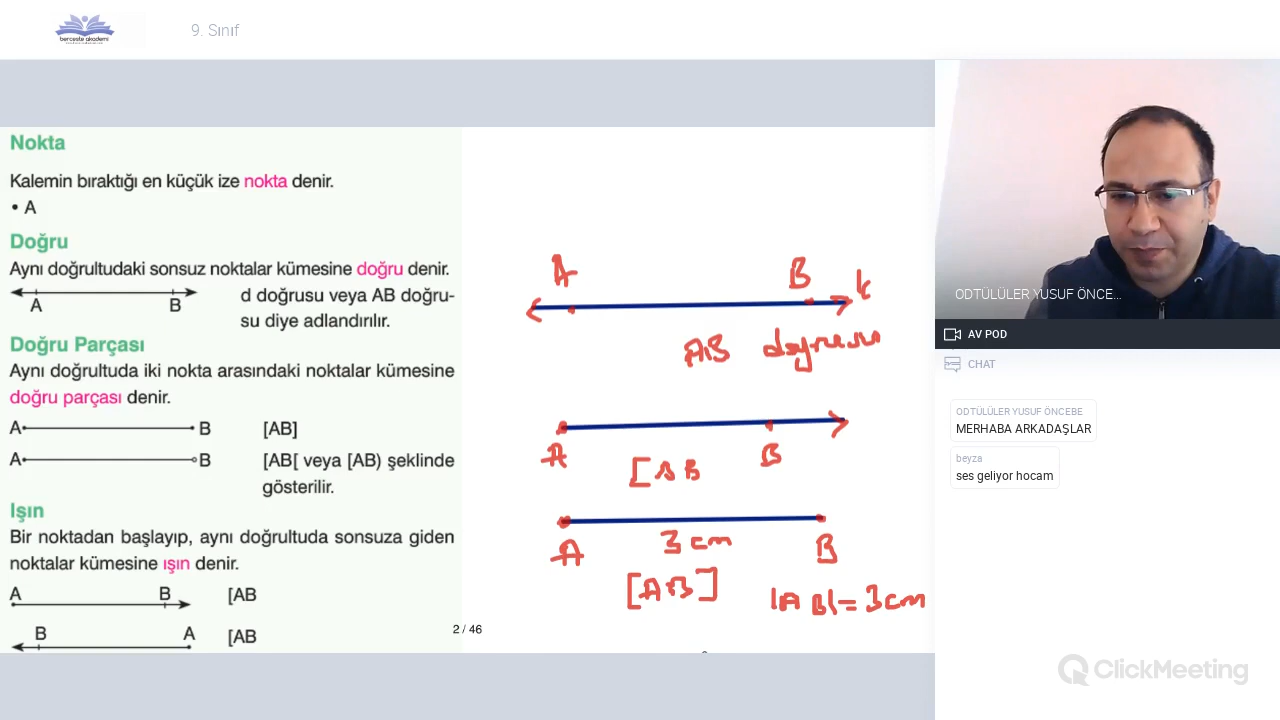 berceste akademi
9. Sınıf
Nokta
Kalemin bıraktığı en küçük ize nokta denir.
• A
Doğru
Aynı doğrultudaki sonsuz noktalar kümesine doğru denir.
A B
d doğrusu veya AB doğru-
su diye adlandırılır.
Doğru Parçası
Aynı doğrultuda iki nokta arasındaki noktalar kümesine
doğru parçası denir.
A B [AB]
A B [AB[ veya [AB) şeklinde
gösterilir.
Işın
Bir noktadan başlayıp, aynı doğrultuda sonsuza giden
noktalar kümesine ışın denir.
A B [AB
B A [AB
2 / 46
A B k
AB doğrusu
A B
[AB
3 cm
A B
[AB]
|AB|=3cm
ODTÜLÜLER YUSUF ÖNCE...
AV POD
CHAT
ODTÜLÜLER YUSUF ÖNCEBE
MERHABA ARKADAŞLAR
beyza
ses geliyor hocam
ClickMeeting